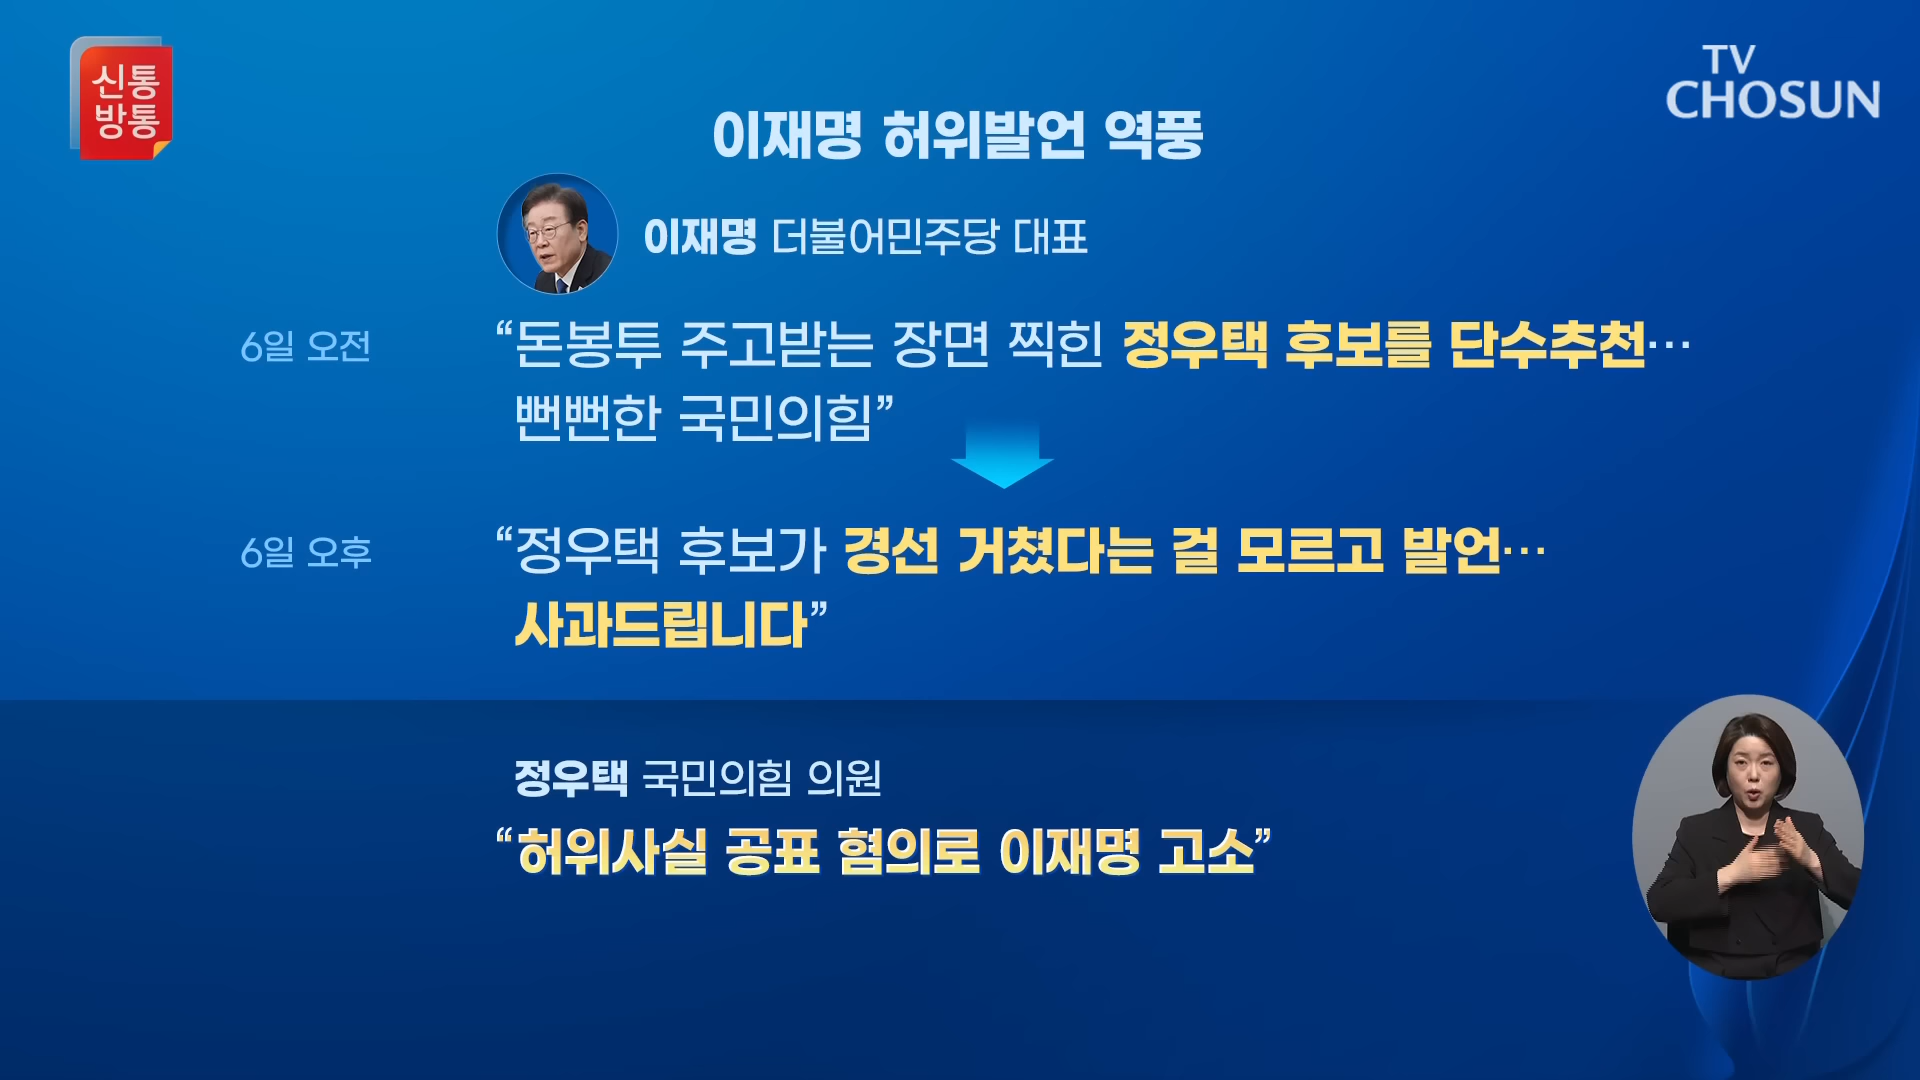 신통
방통
TV
CHOSUN
이재명 허위발언 역풍
이재명 더불어민주당 대표
6일 오전
“돈봉투 주고받는 장면 찍힌 정우택 후보를 단수추천…
뻔뻔한 국민의힘”
6일 오후
“정우택 후보가 경선 거쳤다는 걸 모르고 발언…
사과드립니다”
정우택 국민의힘 의원
“허위사실 공표 혐의로 이재명 고소”